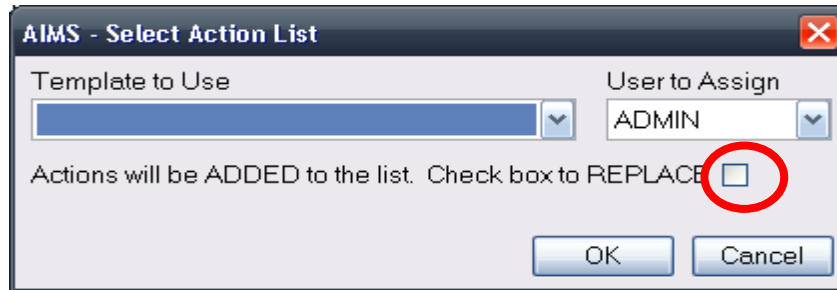 AIMS - Select Action List
Template to Use
User to Assign
ADMIN
Actions will be ADDED to the list. Check box to REPLACE
OK
Cancel